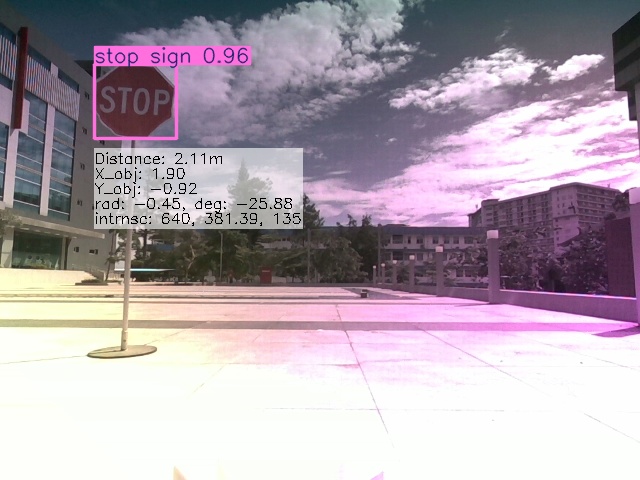 stop sign 0.96
STOP
Distance: 2.11m
X_obj: 1.90
Y_obj: -0.92
rad: -0.45, deg: -25.88
intrnsc: 640, 381.39, 135